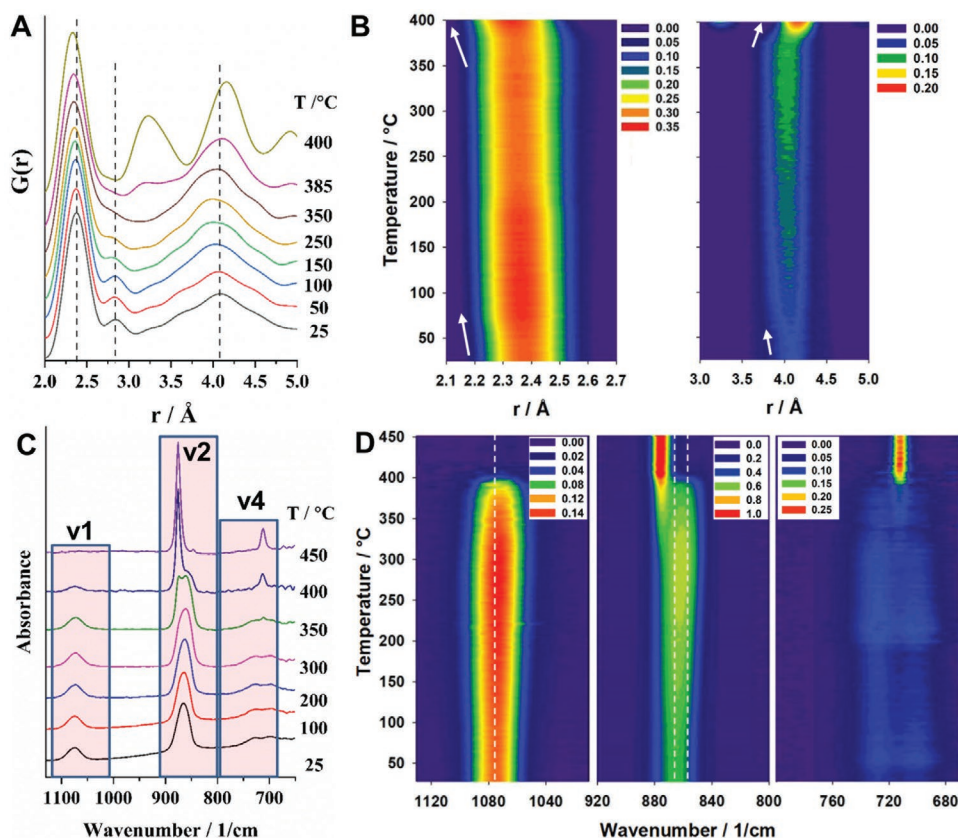 A
T /°C
400
385
350
250
150
100
50
25
G(r)
2.0 2.5 3.0 3.5 4.0 4.5 5.0
r / Å
B
400
350
300
250
200
150
100
50
Temperature / °C
0.00
0.05
0.10
0.15
0.20
0.25
0.30
0.35
2.1 2.2 2.3 2.4 2.5 2.6 2.7
r / Å
0.00
0.05
0.10
0.15
0.20
3.0 3.5 4.0 4.5 5.0
r / Å
C
v1
v2
v4
T / °C
450
400
350
300
200
100
25
Absorbance
1100 1000 900 800 700
Wavenumber / 1/cm
D
450
400
350
300
250
200
150
100
50
Temperature / °C
0.00
0.02
0.04
0.08
0.12
0.14
1120 1080 1040
0.0
0.2
0.4
0.6
0.8
1.0
920 880 840 800
0.00
0.05
0.10
0.15
0.20
0.25
760 720 680
Wavenumber / 1/cm